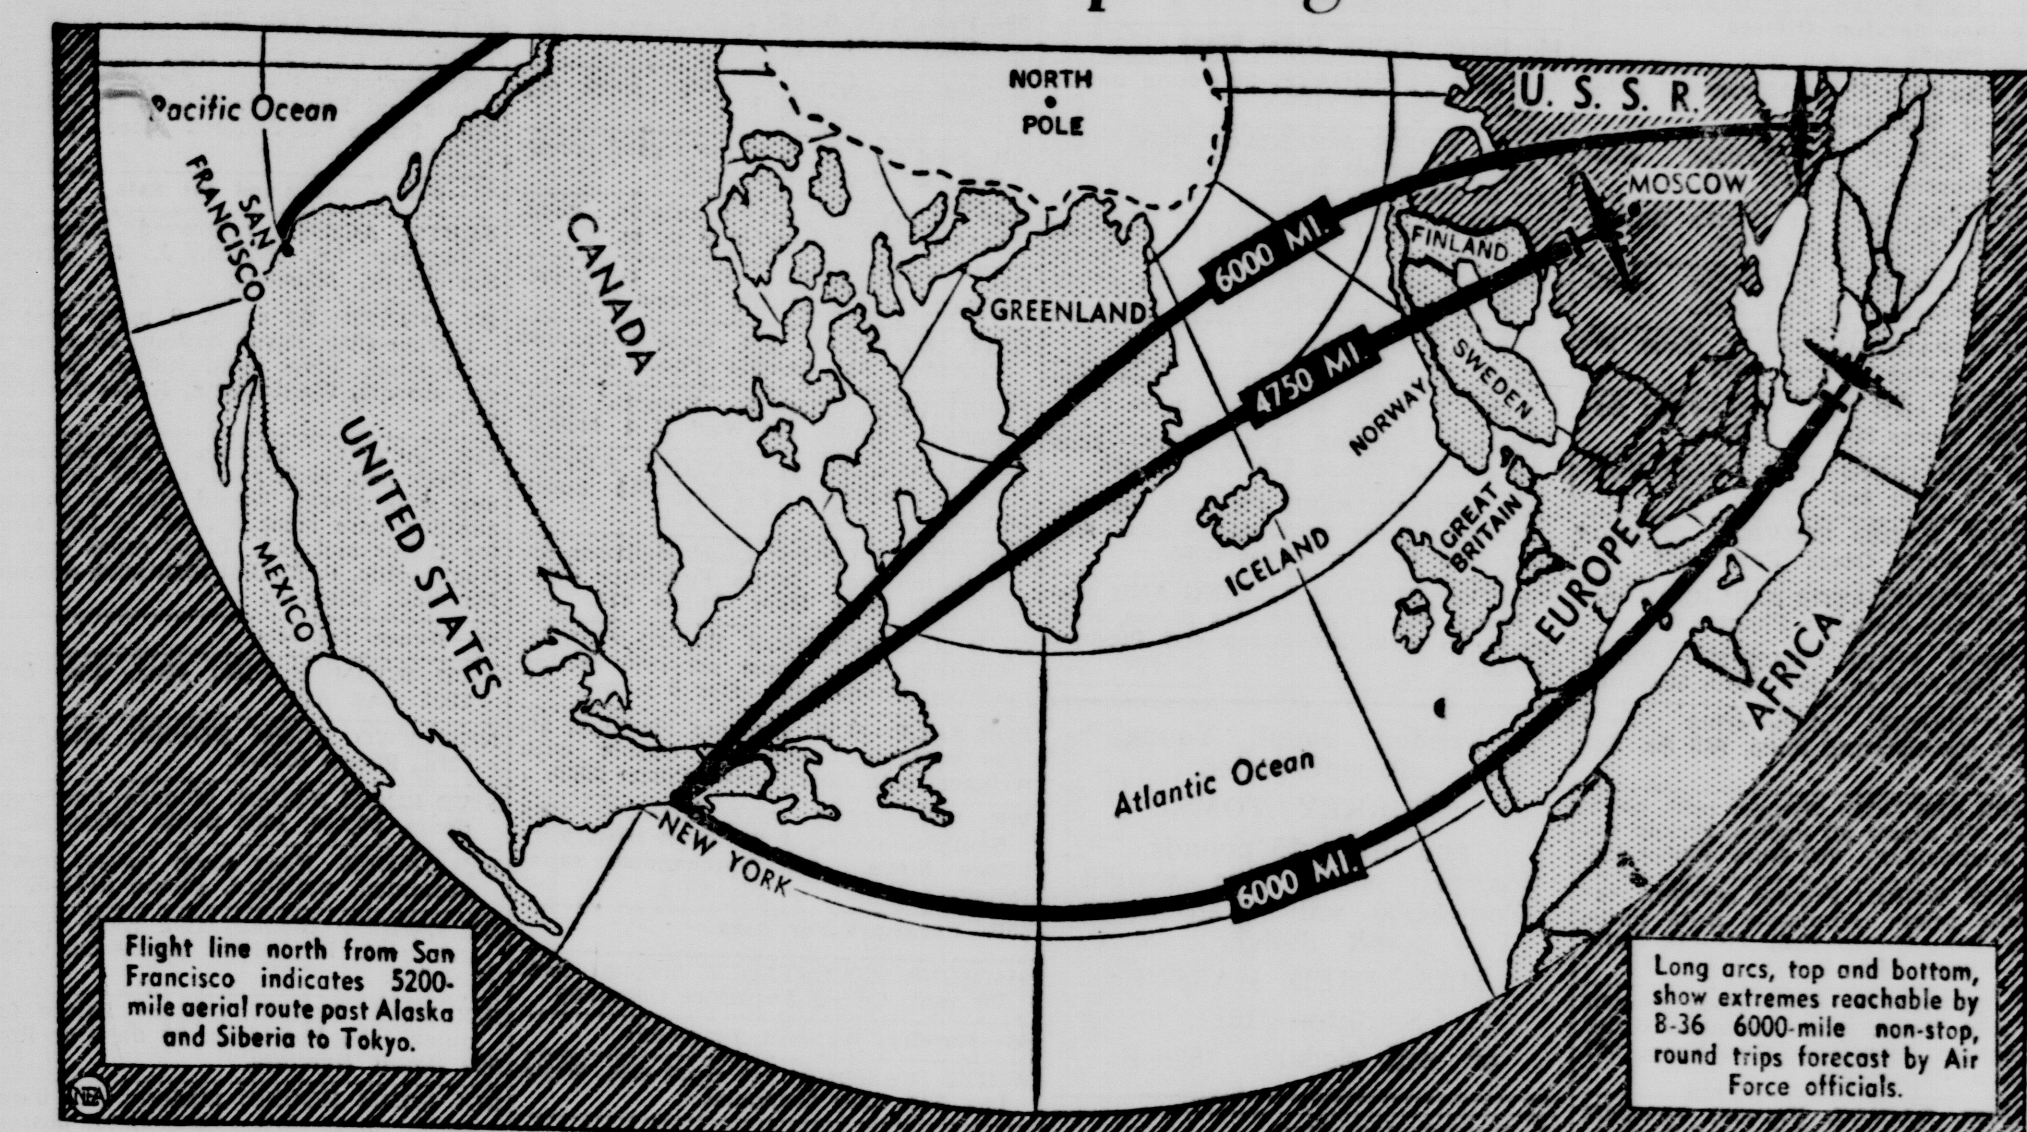 NORTH
POLE
U. S. S. R.
Pacific Ocean
SAN
FRANCISCO
CANADA
MOSCOW
6000 MI.
FINLAND
GREENLAND
4750 MI.
SWEDEN
NORWAY
UNITED STATES
GREAT
BRITAIN
ICELAND
EUROPE
MEXICO
AFRICA
Atlantic Ocean
NEW YORK
6000 MI.
Flight line north from San
Francisco indicates 5200-
mile aerial route past Alaska
and Siberia to Tokyo.
Long arcs, top and bottom,
show extremes reachable by
B-36 6000-mile non-stop,
round trips forecast by Air
Force officials.
NEA